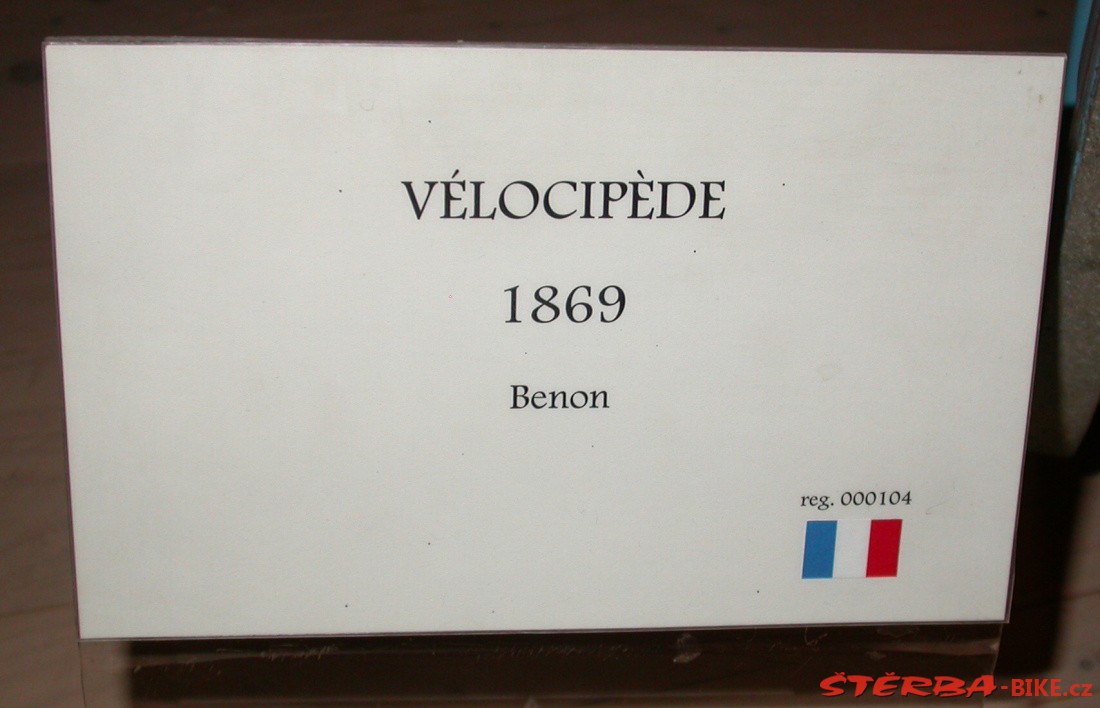 VÉLOCIPÈDE
1869
Benon
reg. 000104
ŠTĚRBA-BIKE.cz